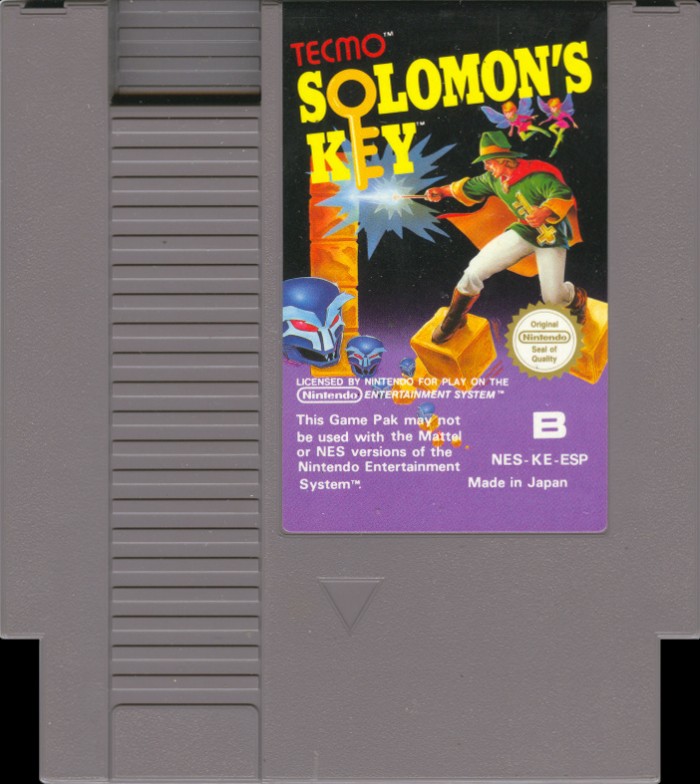 TECMO™
SOLOMON'S
KEY™
Original
Nintendo
Seal of
Quality
LICENSED BY NINTENDO FOR PLAY ON THE
Nintendo ENTERTAINMENT SYSTEM™
This Game Pak may not
be used with the Mattel
or NES versions of the
Nintendo Entertainment
System™.
B
NES-KE-ESP
Made in Japan